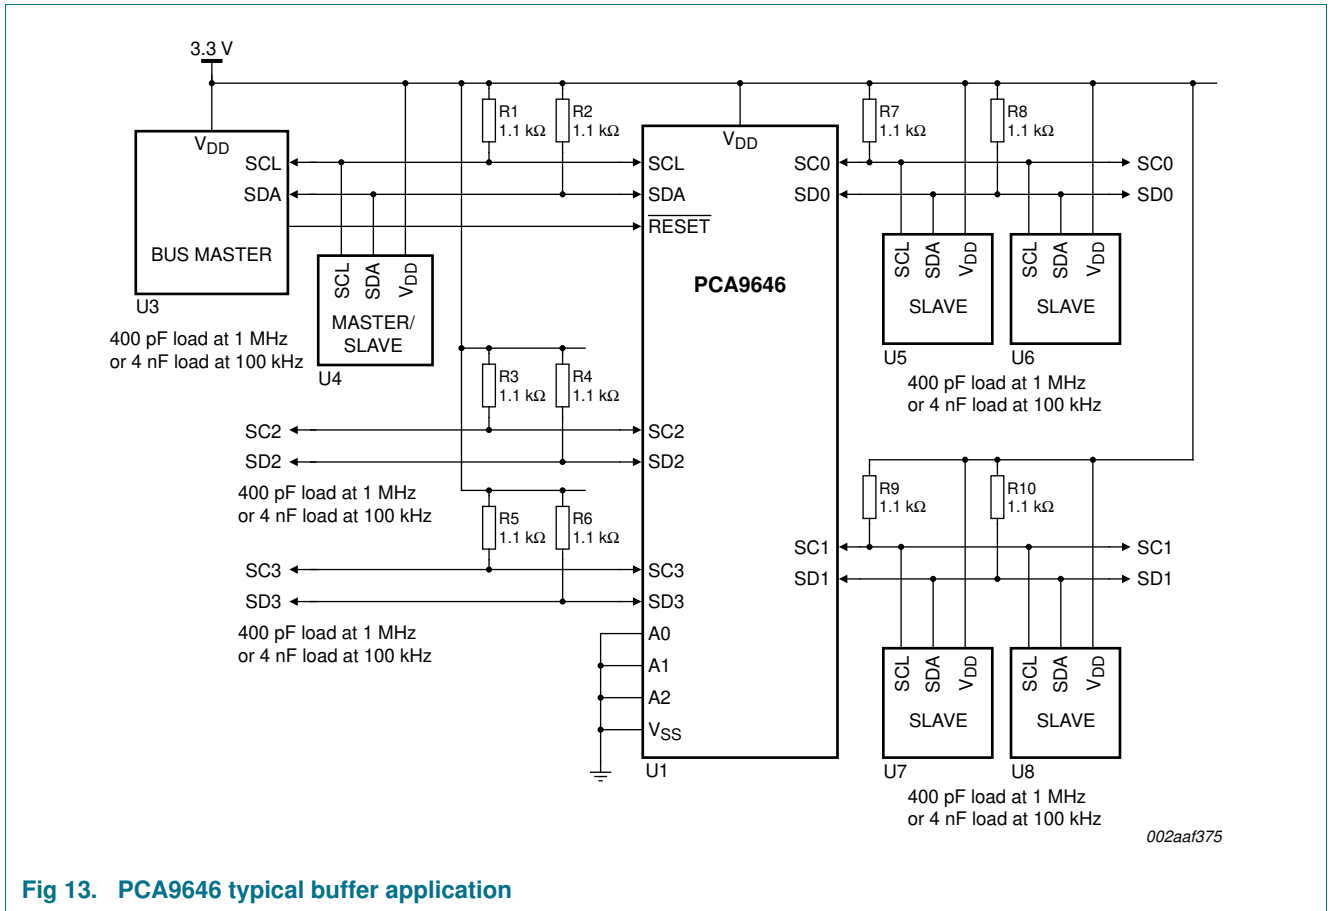 3.3 V
R1
1.1 kΩ
R2
1.1 kΩ
R7
1.1 kΩ
R8
1.1 kΩ
VDD
SCL
SDA
BUS MASTER
U3
400 pF load at 1 MHz
or 4 nF load at 100 kHz
SCL
SDA
VDD
MASTER/
SLAVE
U4
VDD
SCL
SDA
RESET
PCA9646
SC0
SD0
SC0
SD0
SCL
SDA
VDD
SLAVE
U5
SCL
SDA
VDD
SLAVE
U6
400 pF load at 1 MHz
or 4 nF load at 100 kHz
R3
1.1 kΩ
R4
1.1 kΩ
SC2
SD2
SC2
SD2
400 pF load at 1 MHz
or 4 nF load at 100 kHz
R5
1.1 kΩ
R6
1.1 kΩ
SC3
SD3
SC3
SD3
400 pF load at 1 MHz
or 4 nF load at 100 kHz
A0
A1
A2
VSS
U1
R9
1.1 kΩ
R10
1.1 kΩ
SC1
SD1
SC1
SD1
SCL
SDA
VDD
SLAVE
U7
SCL
SDA
VDD
SLAVE
U8
400 pF load at 1 MHz
or 4 nF load at 100 kHz
002aaf375
Fig 13. PCA9646 typical buffer application